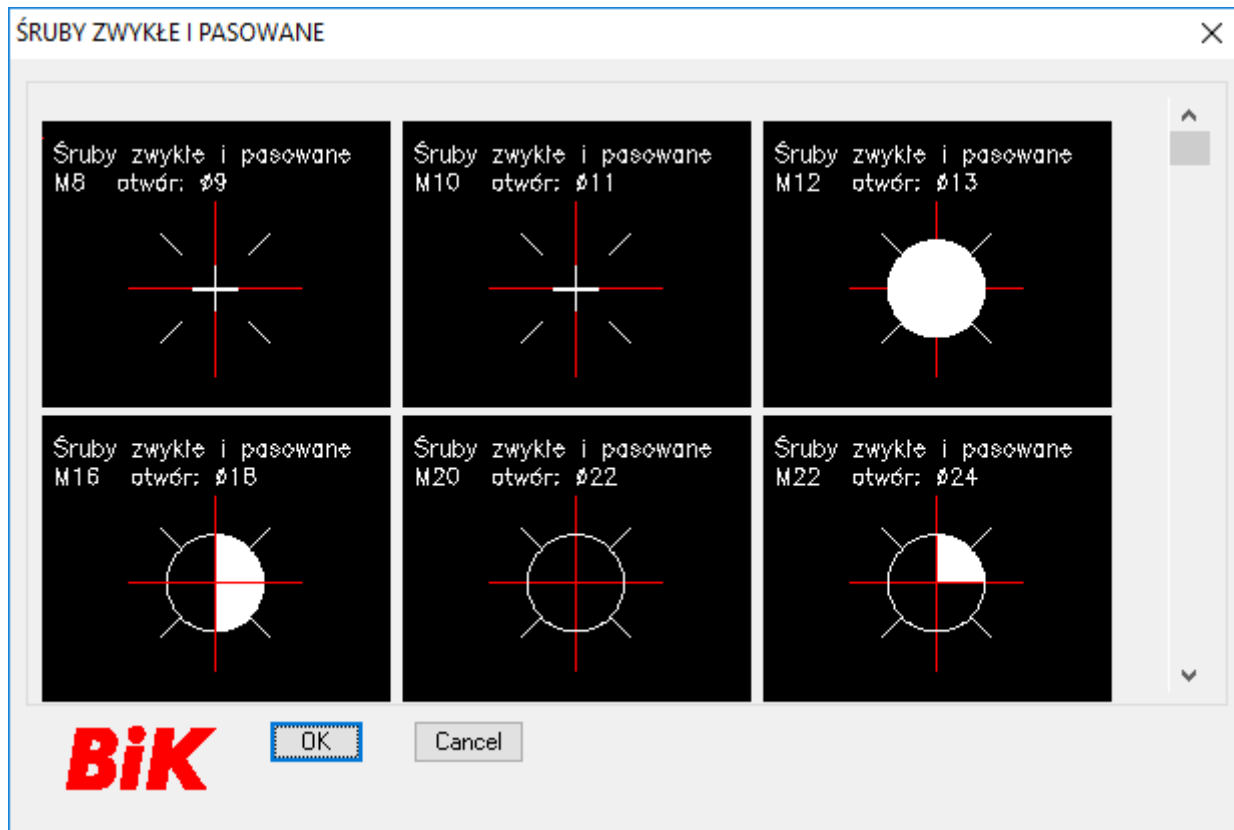 ŚRUBY ZWYKŁE I PASOWANE
Śruby zwykłe i pasowane
M8 otwór: ø9
Śruby zwykłe i pasowane
M10 otwór: ø11
Śruby zwykłe i pasowane
M12 otwór: ø13
Śruby zwykłe i pasowane
M16 otwór: ø18
Śruby zwykłe i pasowane
M20 otwór: ø22
Śruby zwykłe i pasowane
M22 otwór: ø24
BiK
OK
Cancel